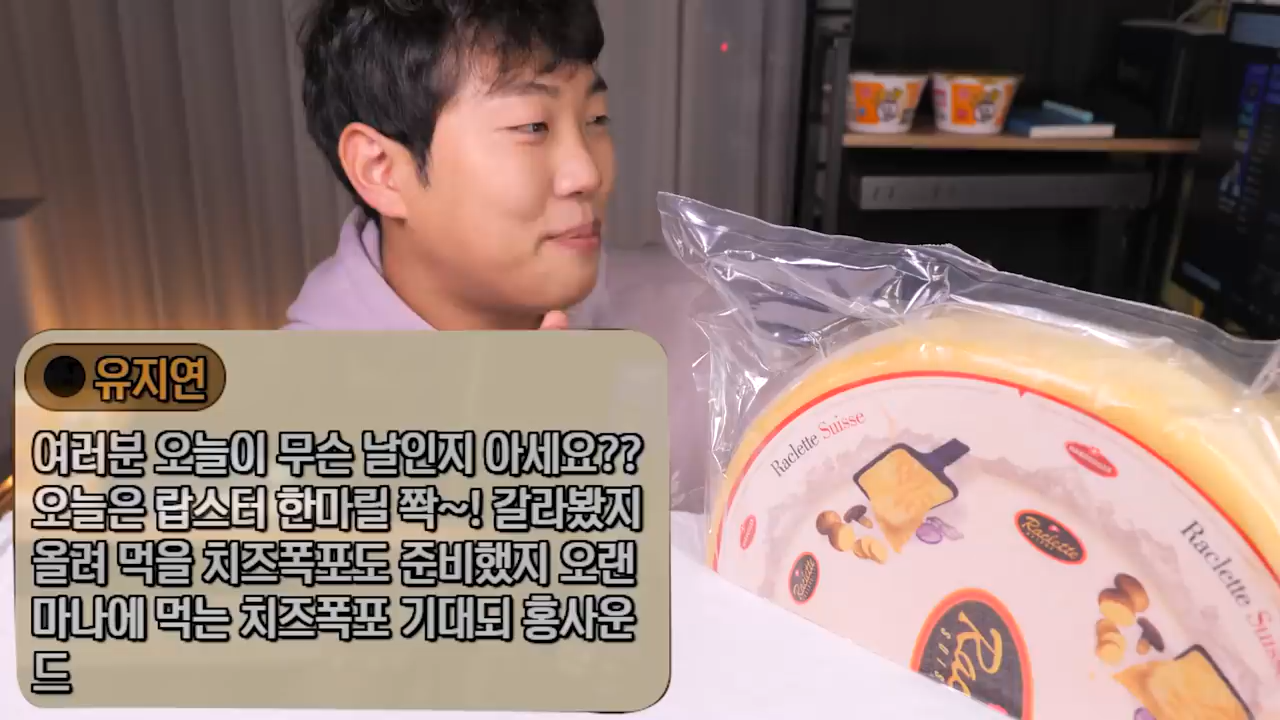 유지연
여러분 오늘이 무슨 날인지 아세요??
오늘은 랍스터 한마릴 짝~! 갈라봤지
올려 먹을 치즈폭포도 준비했지 오랜
마나에 먹는 치즈폭포 기대되 홍사운
드
Raclette Suisse
Raclette
Raclette
Raclette Suisse